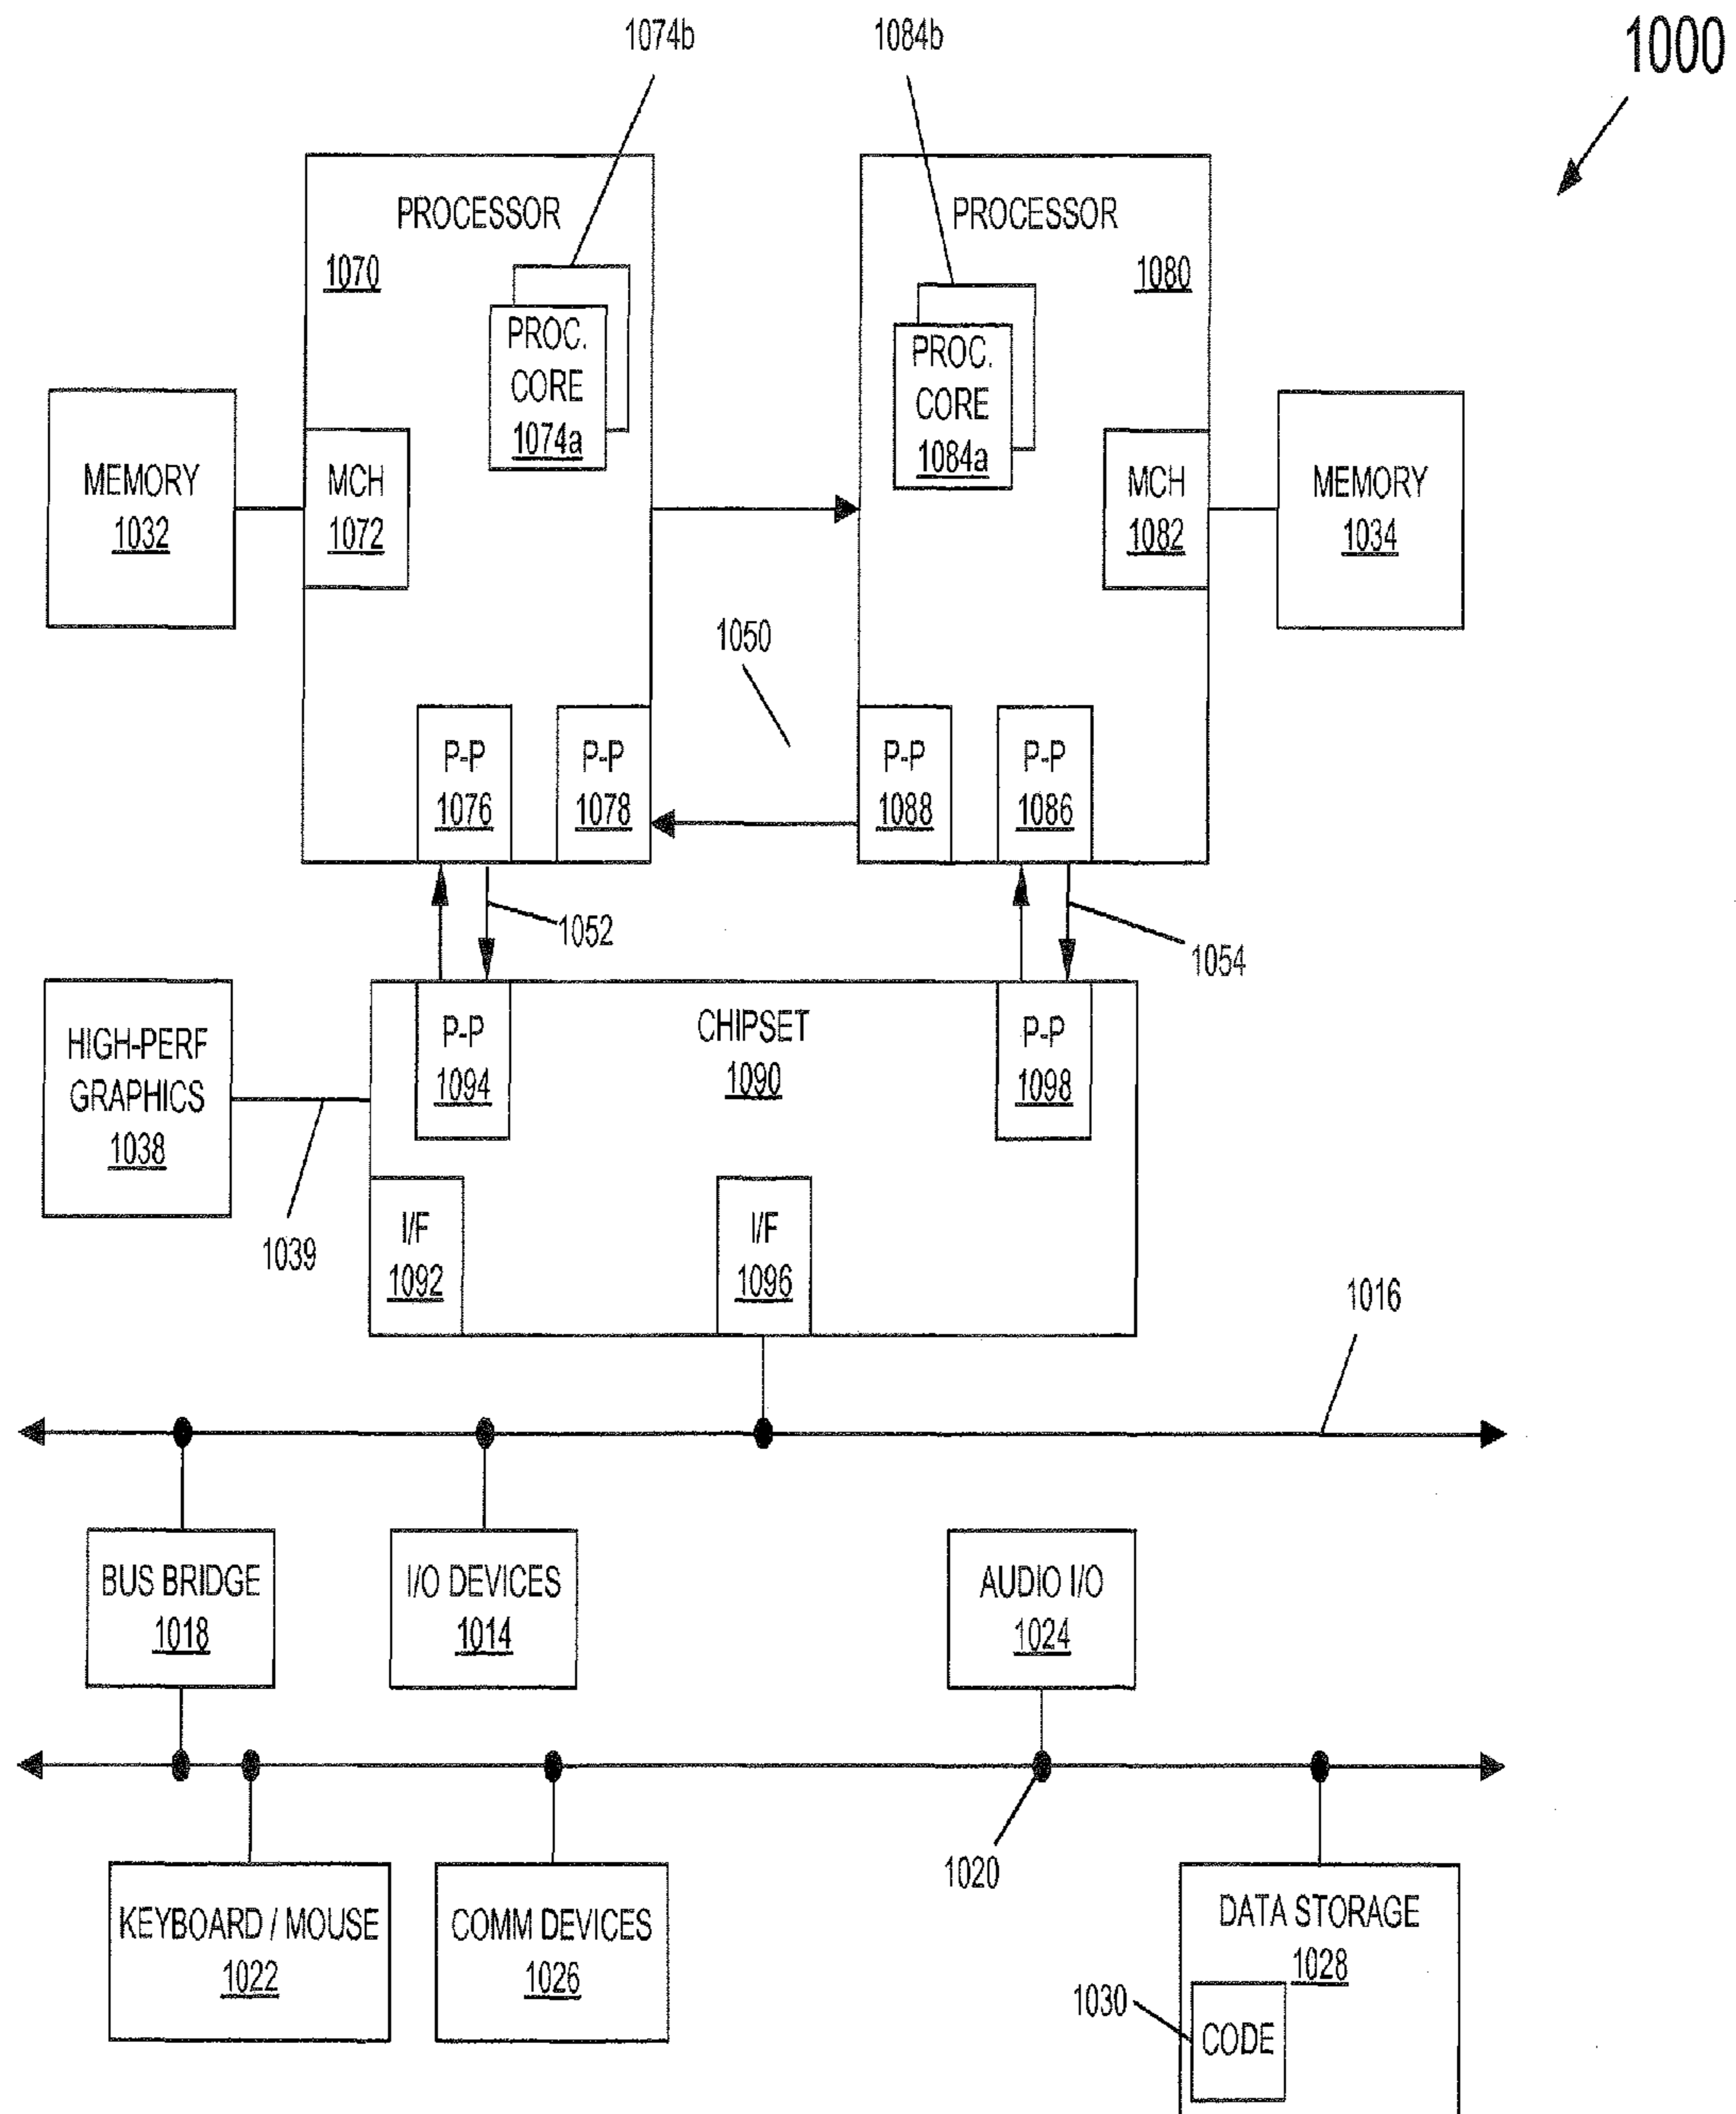 1000
1074b
1084b
PROCESSOR
1070
PROC.
CORE
1074a
PROCESSOR
1080
PROC.
CORE
1084a
MEMORY
1032
MCH
1072
MCH
1082
MEMORY
1034
1050
P-P
1076
P-P
1078
P-P
1088
P-P
1086
1052
1054
HIGH-PERF
GRAPHICS
1038
1039
P-P
1094
CHIPSET
1090
P-P
1098
I/F
1092
I/F
1096
1016
BUS BRIDGE
1018
I/O DEVICES
1014
AUDIO I/O
1024
1020
KEYBOARD / MOUSE
1022
COMM DEVICES
1026
DATA STORAGE
1028
1030
CODE